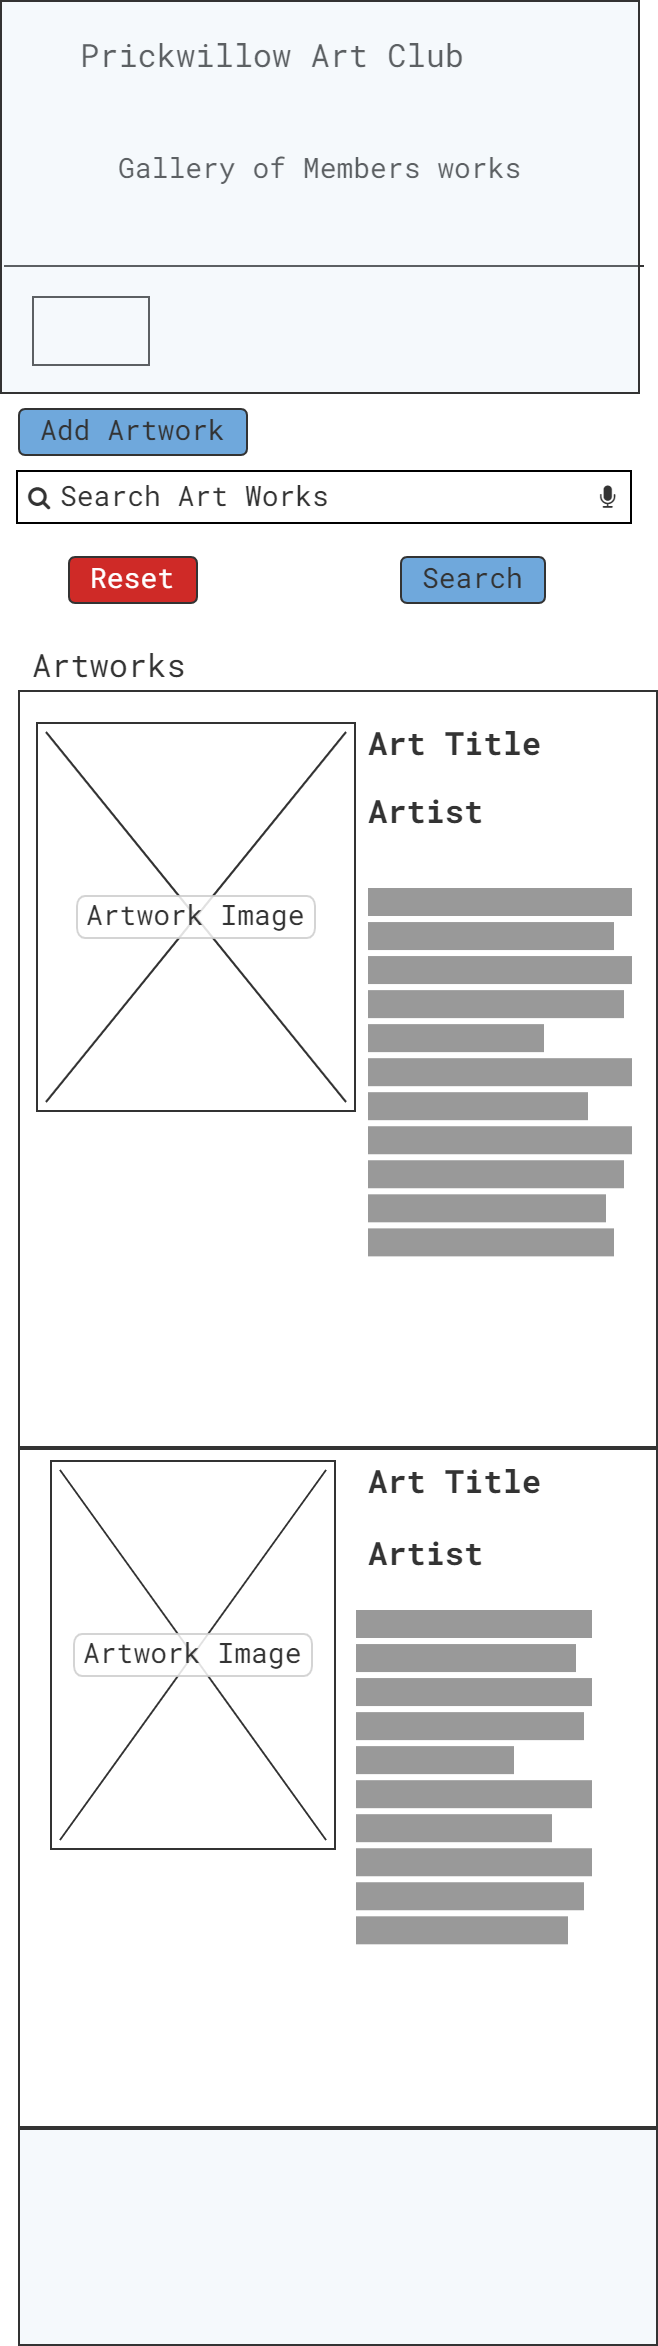 Prickwillow Art Club
Gallery of Members works
Add Artwork
Search Art Works
Reset
Search
Artworks
Art Title
Artist
Artwork Image
Art Title
Artist
Artwork Image